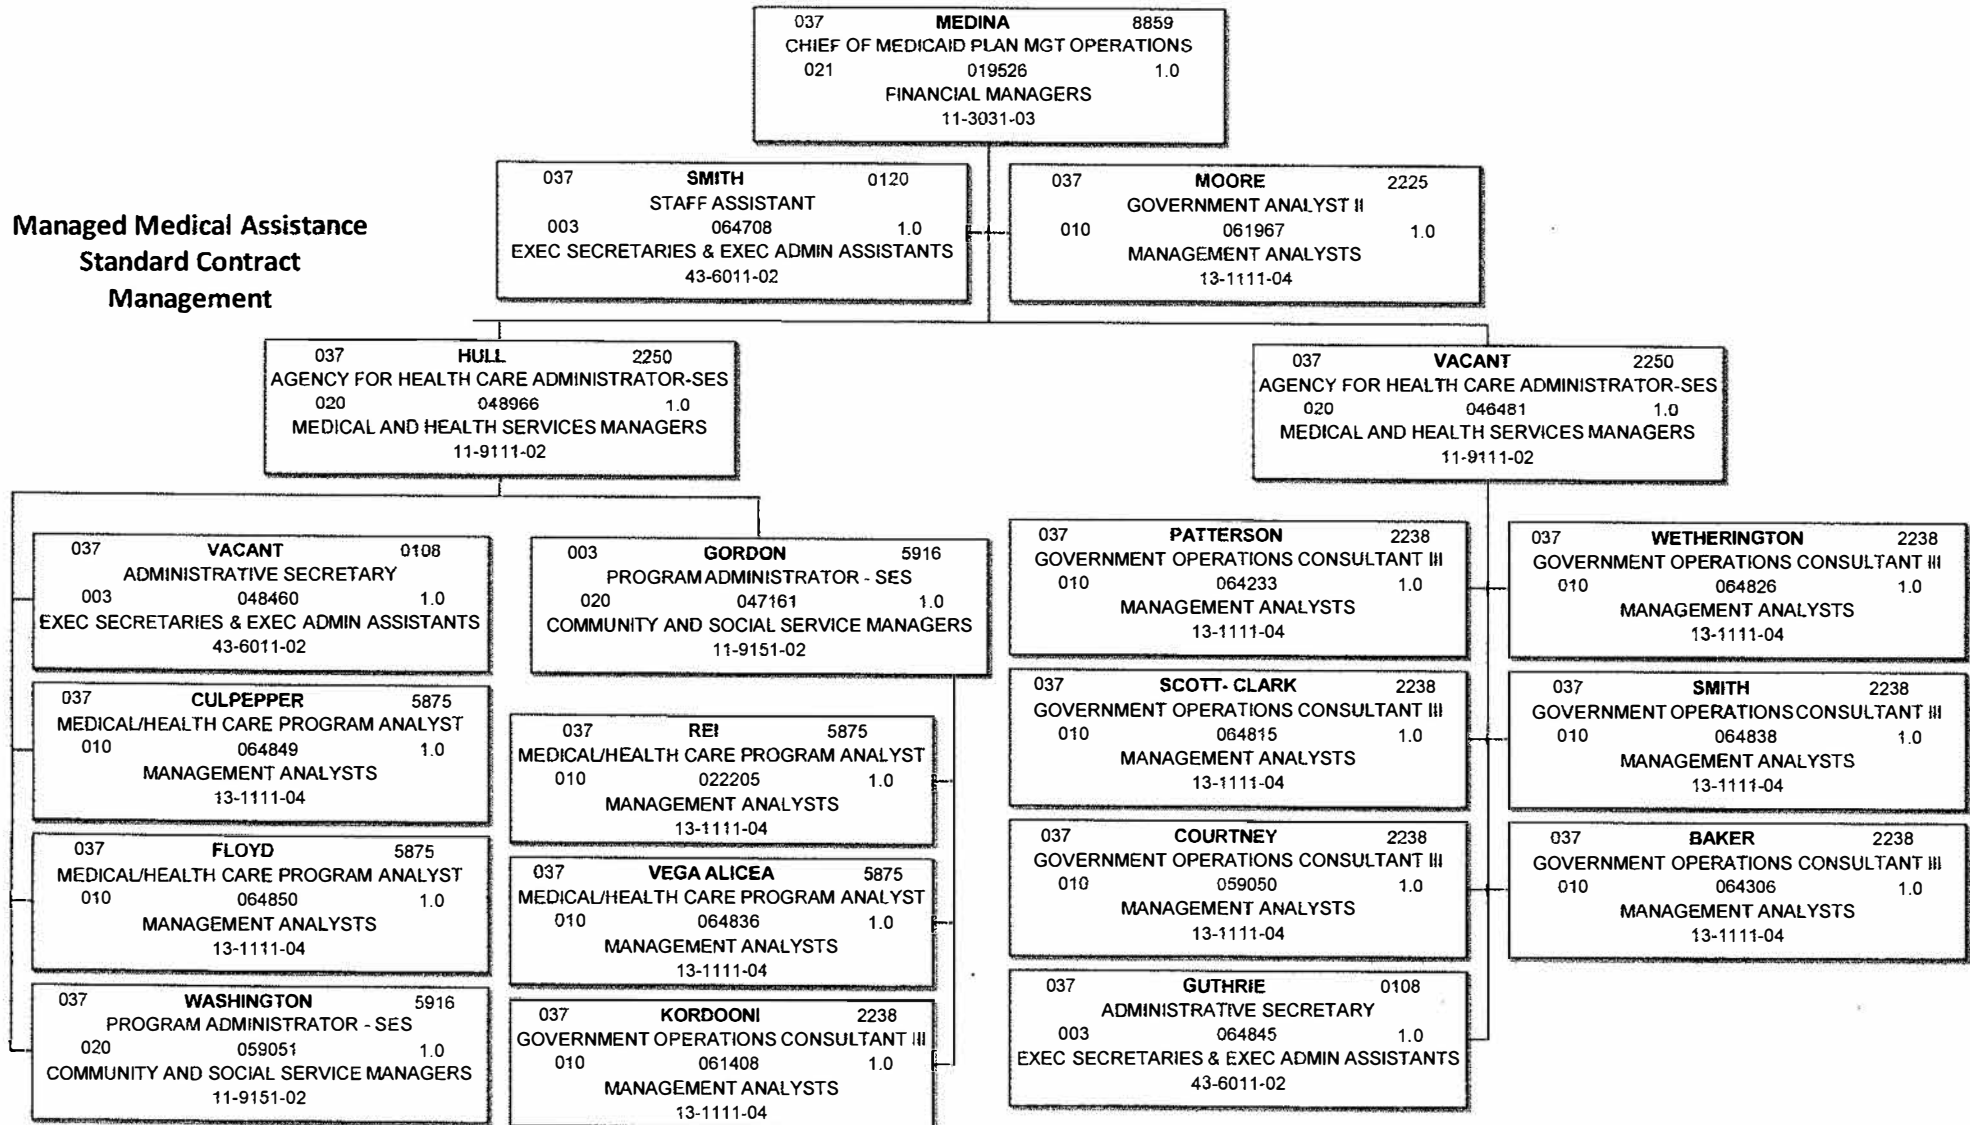 037 MEDINA 8859
CHIEF OF MEDICAID PLAN MGT OPERATIONS
021 019526 1.0
FINANCIAL MANAGERS
11-3031-03
037 SMITH 0120
STAFF ASSISTANT
003 064708 1.0
EXEC SECRETARIES & EXEC ADMIN ASSISTANTS
43-6011-02
037 MOORE 2225
GOVERNMENT ANALYST II
010 061967 1.0
MANAGEMENT ANALYSTS
13-1111-04
Managed Medical Assistance
Standard Contract
Management
037 HULL 2250
AGENCY FOR HEALTH CARE ADMINISTRATOR-SES
020 048966 1.0
MEDICAL AND HEALTH SERVICES MANAGERS
11-9111-02
037 VACANT 2250
AGENCY FOR HEALTH CARE ADMINISTRATOR-SES
020 046481 1.0
MEDICAL AND HEALTH SERVICES MANAGERS
11-9111-02
037 VACANT 0108
ADMINISTRATIVE SECRETARY
003 048460 1.0
EXEC SECRETARIES & EXEC ADMIN ASSISTANTS
43-6011-02
037 CULPEPPER 5875
MEDICAL/HEALTH CARE PROGRAM ANALYST
010 064849 1.0
MANAGEMENT ANALYSTS
13-1111-04
037 FLOYD 5875
MEDICAL/HEALTH CARE PROGRAM ANALYST
010 064850 1.0
MANAGEMENT ANALYSTS
13-1111-04
037 WASHINGTON 5916
PROGRAM ADMINISTRATOR - SES
020 059051 1.0
COMMUNITY AND SOCIAL SERVICE MANAGERS
11-9151-02
003 GORDON 5916
PROGRAM ADMINISTRATOR - SES
020 047161 1.0
COMMUNITY AND SOCIAL SERVICE MANAGERS
11-9151-02
037 REI 5875
MEDICAL/HEALTH CARE PROGRAM ANALYST
010 022205 1.0
MANAGEMENT ANALYSTS
13-1111-04
037 VEGA ALICEA 5875
MEDICAL/HEALTH CARE PROGRAM ANALYST
010 064836 1.0
MANAGEMENT ANALYSTS
13-1111-04
037 KORDOONI 2238
GOVERNMENT OPERATIONS CONSULTANT III
010 061408 1.0
MANAGEMENT ANALYSTS
13-1111-04
037 PATTERSON 2238
GOVERNMENT OPERATIONS CONSULTANT III
010 064233 1.0
MANAGEMENT ANALYSTS
13-1111-04
037 SCOTT- CLARK 2238
GOVERNMENT OPERATIONS CONSULTANT III
010 064815 1.0
MANAGEMENT ANALYSTS
13-1111-04
037 COURTNEY 2238
GOVERNMENT OPERATIONS CONSULTANT III
010 059050 1.0
MANAGEMENT ANALYSTS
13-1111-04
037 GUTHRIE 0108
ADMINISTRATIVE SECRETARY
003 064845 1.0
EXEC SECRETARIES & EXEC ADMIN ASSISTANTS
43-6011-02
037 WETHERINGTON 2238
GOVERNMENT OPERATIONS CONSULTANT III
010 064826 1.0
MANAGEMENT ANALYSTS
13-1111-04
037 SMITH 2238
GOVERNMENT OPERATIONS CONSULTANT III
010 064838 1.0
MANAGEMENT ANALYSTS
13-1111-04
037 BAKER 2238
GOVERNMENT OPERATIONS CONSULTANT III
010 064306 1.0
MANAGEMENT ANALYSTS
13-1111-04